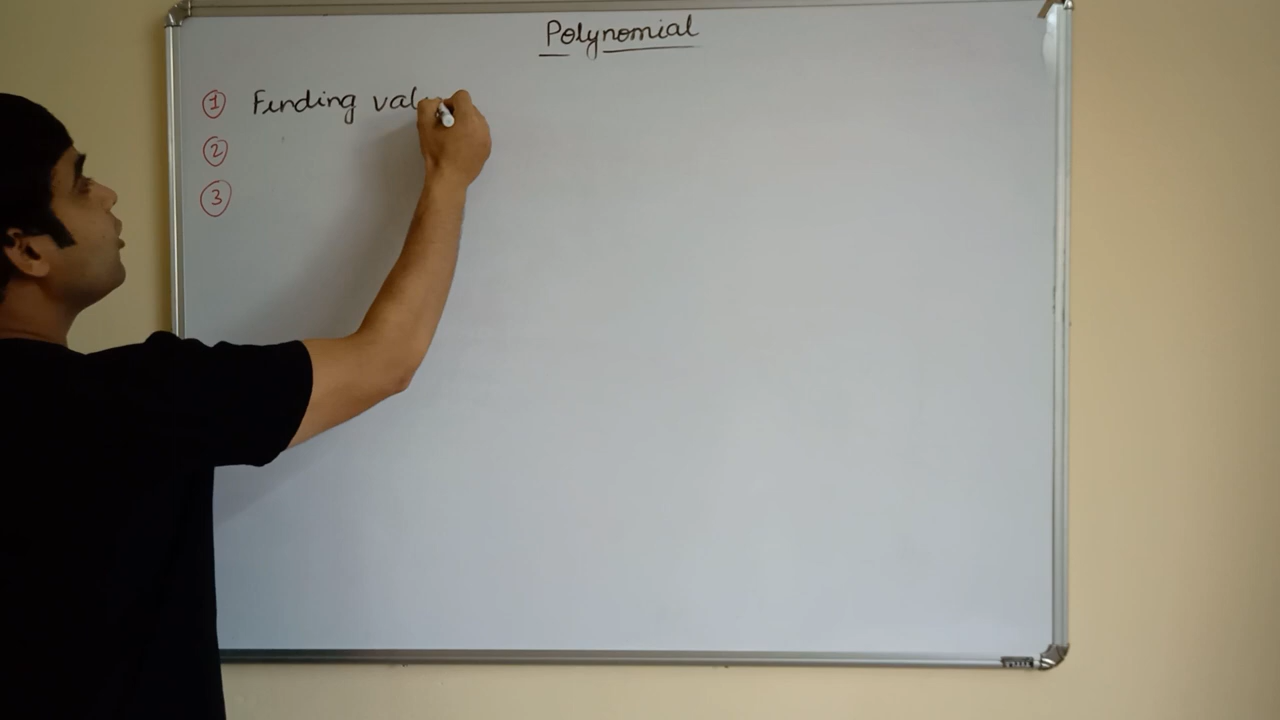 Polynomial
① Finding val
②
③